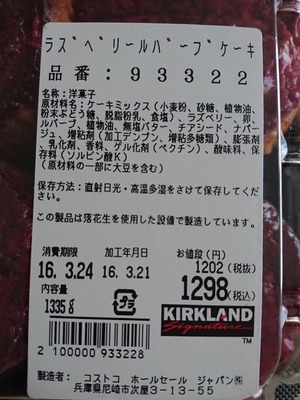 ラズベリールバーブケーキ
品番：93322
名称：洋菓子
原材料名：ケーキミックス（小麦粉、砂糖、植物油、
粉末ぶどう糖、脱脂粉乳、食塩）、ラズベリー、卵、
ルバーブ、植物油、無塩バター、チアシード、ナパー
ジュ、増粘剤（加工デンプン、増粘多糖類）、膨張剤
、乳化剤、香料、ゲル化剤（ペクチン）、酸味料、保
存料（ソルビン酸K）
（原材料の一部に大豆を含む）
保存方法：直射日光・高温多湿をさけて保存してくだ
さい。
この製品は落花生を使用した設備で製造しています。
消費期限 加工年月日 お値段（円）
16. 3.24 16. 3.21 1202（税抜）
内容量 1298（税込）
1335g
KIRKLAND
Signature™
2 100000 933228
製造者： コストコ ホールセール ジャパン㈱
兵庫県尼崎市次屋3-13-55